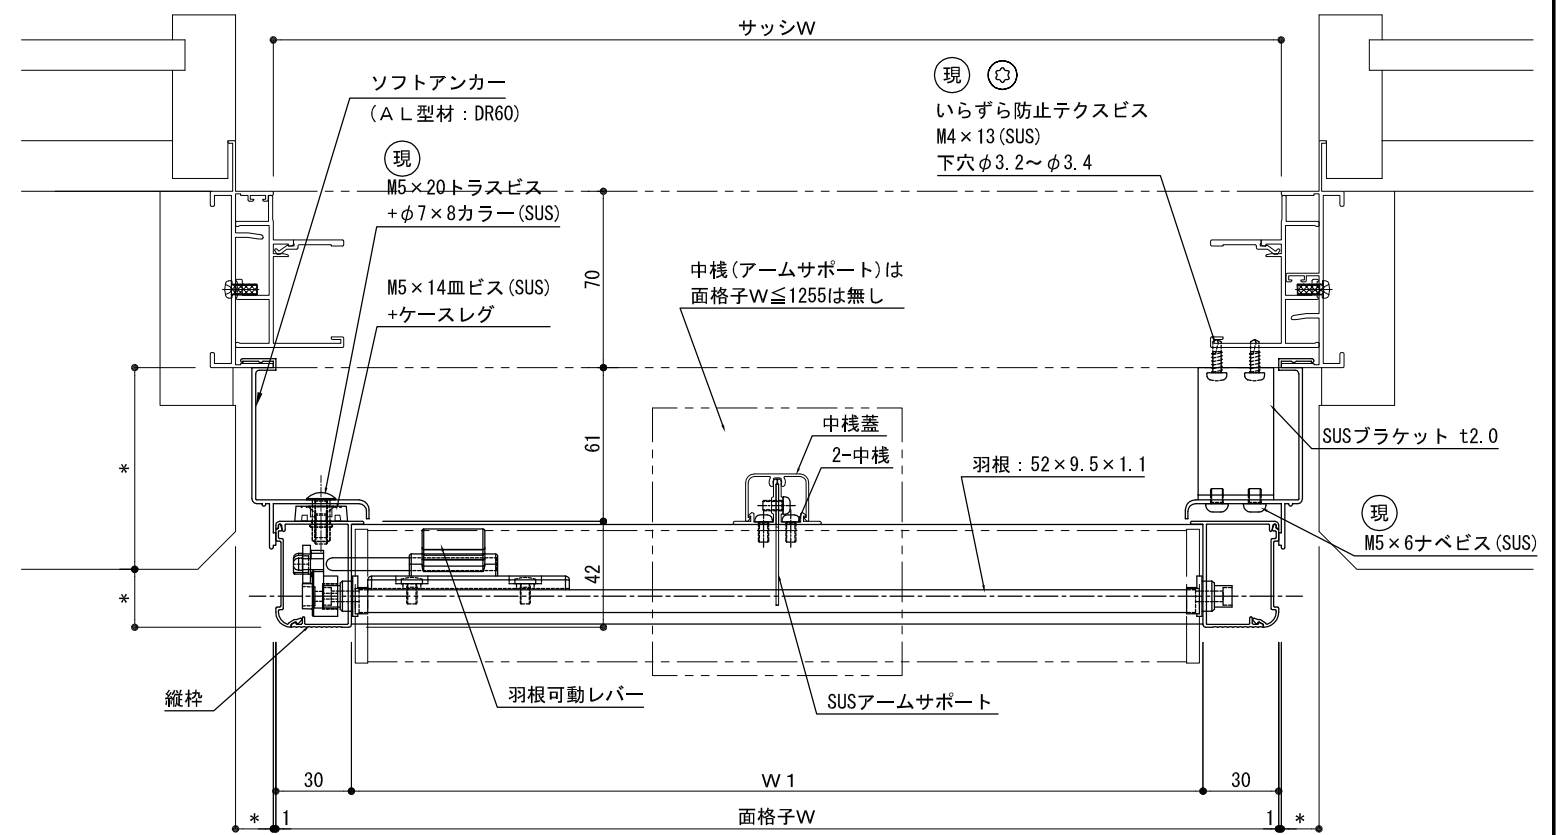 サッシW
ソフトアンカー
(AL型材:DR60)
現
M5×20トラスビス
+φ7×8カラー(SUS)
M5×14皿ビス(SUS)
+ケースレグ
現
いらずら防止テクスビス
M4×13(SUS)
下穴φ3.2～φ3.4
中桟(アームサポート)は
面格子W≦1255は無し
70
61
42
中桟蓋
2-中桟
羽根:52×9.5×1.1
SUSブラケット t2.0
現
M5×6ナベビス(SUS)
*
*
縦枠
羽根可動レバー
SUSアームサポート
30
W1
30
*
1
面格子W
1
*